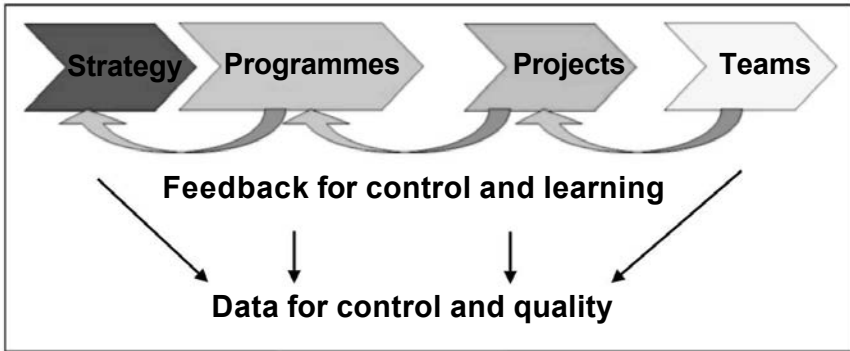 Strategy
Programmes
Projects
Teams
Feedback for control and learning
Data for control and quality